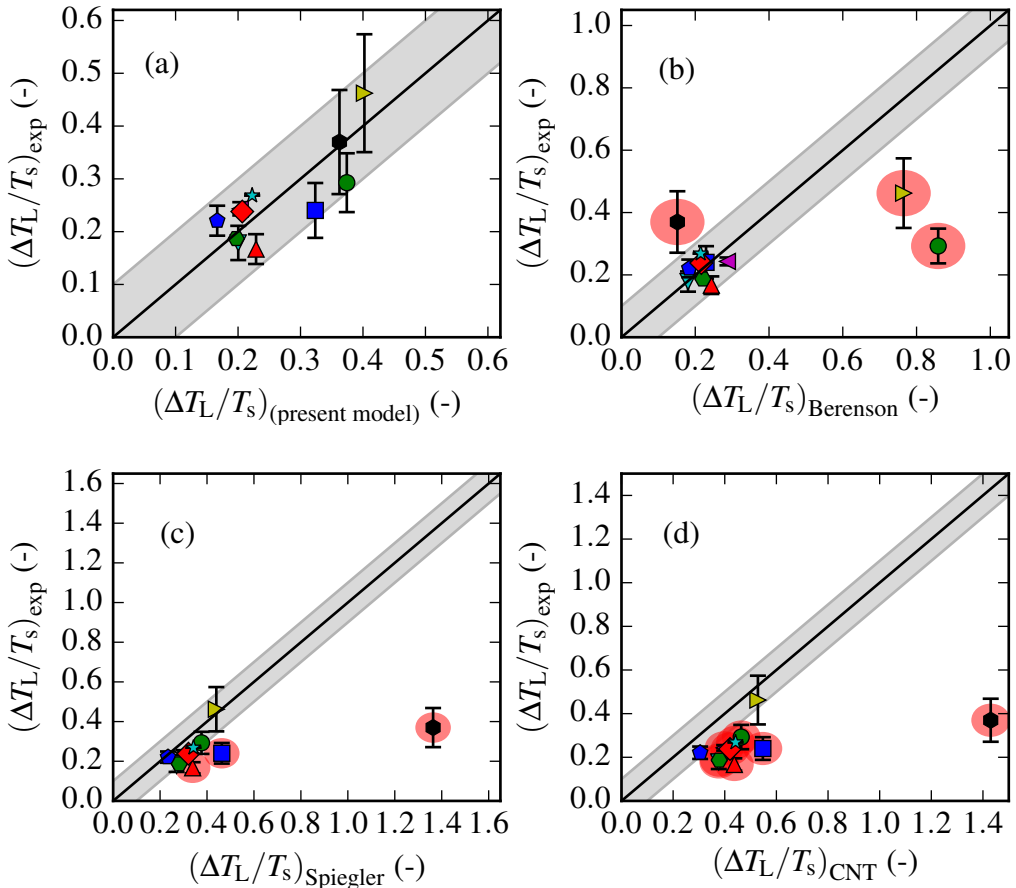 (a)
0.6
0.5
0.4
0.3
0.2
0.1
0.0
(ΔT_L/T_s)_exp (-)
0.0 0.1 0.2 0.3 0.4 0.5 0.6
(ΔT_L/T_s)_(present model) (-)
(b)
1.0
0.8
0.6
0.4
0.2
0.0
(ΔT_L/T_s)_exp (-)
0.0 0.2 0.4 0.6 0.8 1.0
(ΔT_L/T_s)_Berenson (-)
(c)
1.6
1.4
1.2
1.0
0.8
0.6
0.4
0.2
0.0
(ΔT_L/T_s)_exp (-)
0.0 0.2 0.4 0.6 0.8 1.0 1.2 1.4 1.6
(ΔT_L/T_s)_Spiegler (-)
(d)
1.4
1.2
1.0
0.8
0.6
0.4
0.2
0.0
(ΔT_L/T_s)_exp (-)
0.0 0.2 0.4 0.6 0.8 1.0 1.2 1.4
(ΔT_L/T_s)_CNT (-)